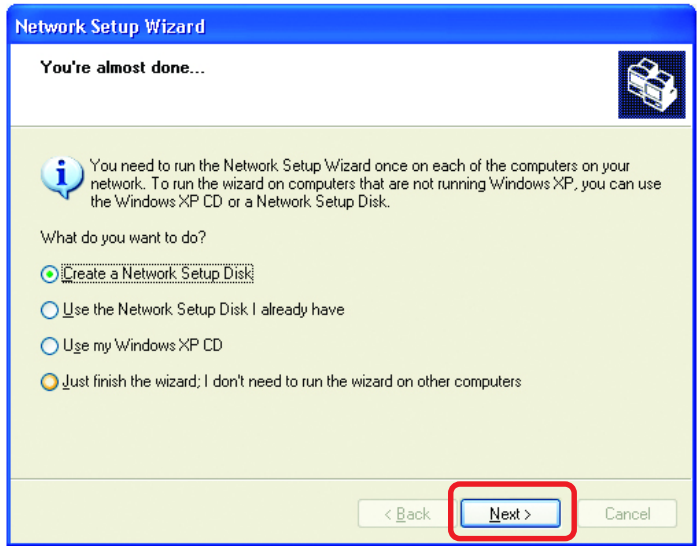 Network Setup Wizard
You're almost done...
You need to run the Network Setup Wizard once on each of the computers on your
network. To run the wizard on computers that are not running Windows XP, you can use
the Windows XP CD or a Network Setup Disk.
What do you want to do?
Create a Network Setup Disk
Use the Network Setup Disk I already have
Use my Windows XP CD
Just finish the wizard; I don't need to run the wizard on other computers
< Back Next > Cancel